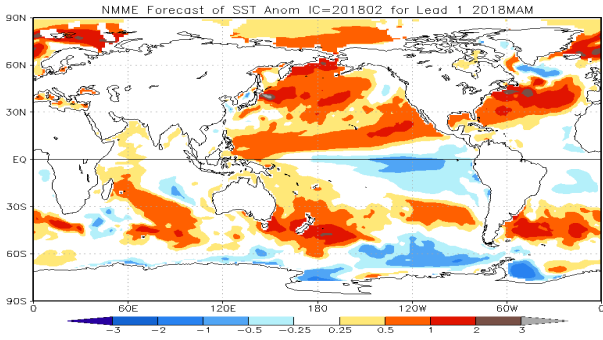 NMME Forecast of SST Anom IC=201802 for Lead 1 2018MAM
90N
60N
30N
EQ
30S
60S
90S
0 60E 120E 180 120W 60W 0
-3 -2 -1 -0.5 -0.25 0.25 0.5 1 2 3